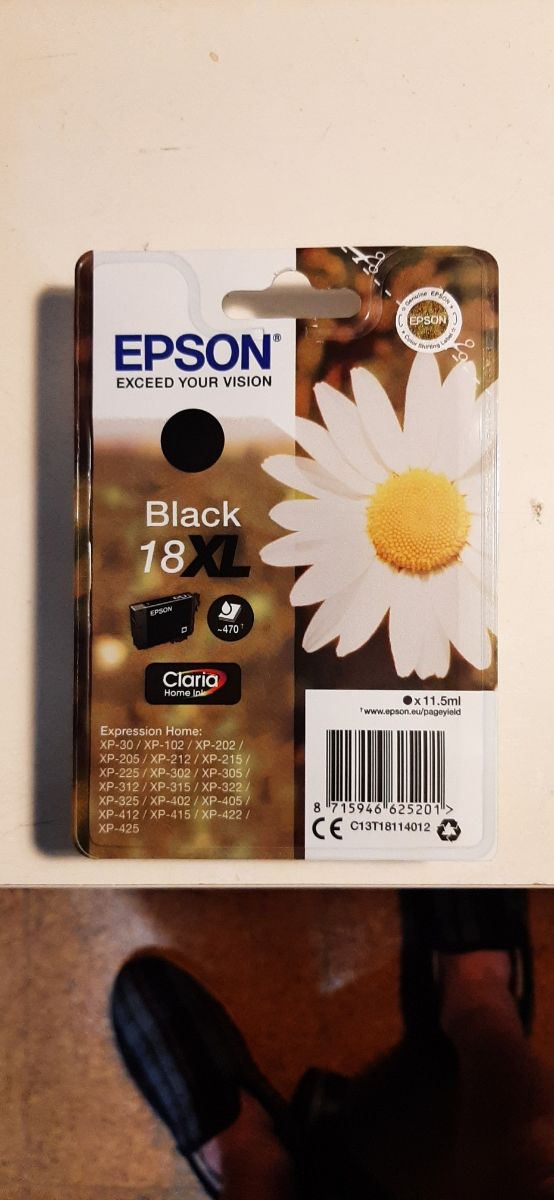 Genuine EPSON
EPSON
Color Shifting Label
EPSON®
EXCEED YOUR VISION
Black
18XL
EPSON
~470¹
Claria
Home Ink
x 11.5ml
¹www.epson.eu/pageyield
Expression Home:
XP-30 / XP-102 / XP-202 /
XP-205 / XP-212 / XP-215 /
XP-225 / XP-302 / XP-305 /
XP-312 / XP-315 / XP-322 /
XP-325 / XP-402 / XP-405 /
XP-412 / XP-415 / XP-422 /
XP-425
8 715946 625201 >
CE C13T18114012